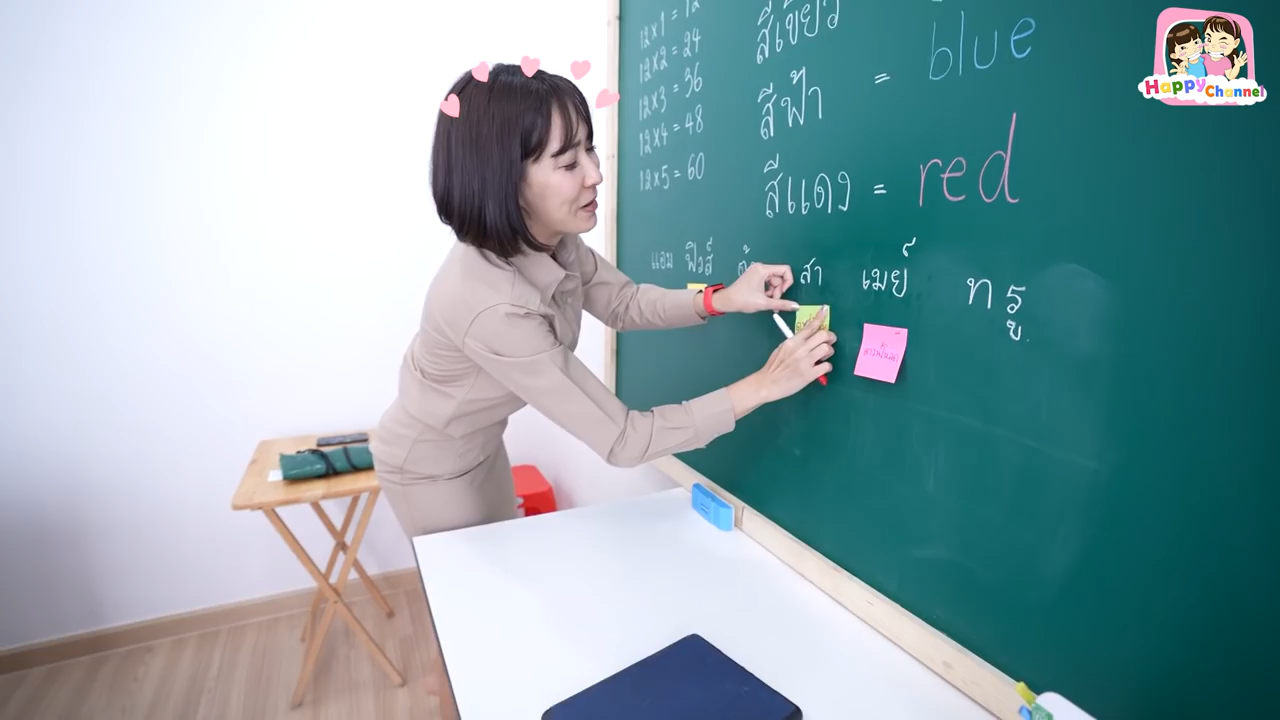 12x1 = 12
12x2 = 24
12x3 = 36
12x4 = 48
12x5 = 60
สีเขียว
สีฟ้า = blue
สีแดง = red
แอม ฟิวส์ สา เมย์ ทรู
Happy Channel